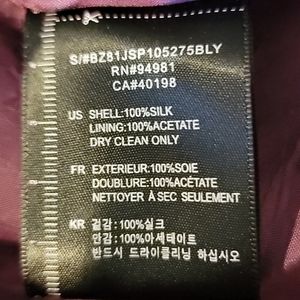 S/#BZ81JSP105275BLY
RN#94981
CA#40198
US SHELL:100%SILK
LINING:100%ACETATE
DRY CLEAN ONLY
FR EXTERIEUR:100%SOIE
DOUBLURE:100%ACÉTATE
NETTOYER À SEC SEULEMENT
KR 겉감:100%실크
안감:100%아세테이트
반드시 드라이클리닝 하십시오